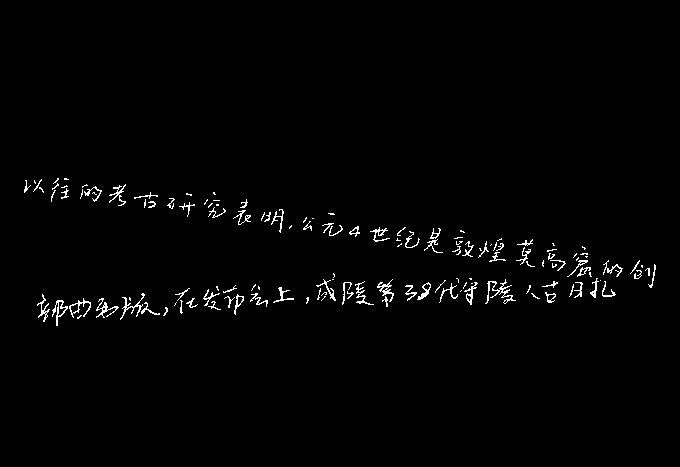 以往的考古研究表明,公元4世纪是敦煌莫高窟的创
部曲再版,在发布会上,成陵第38代守陵人古日扎